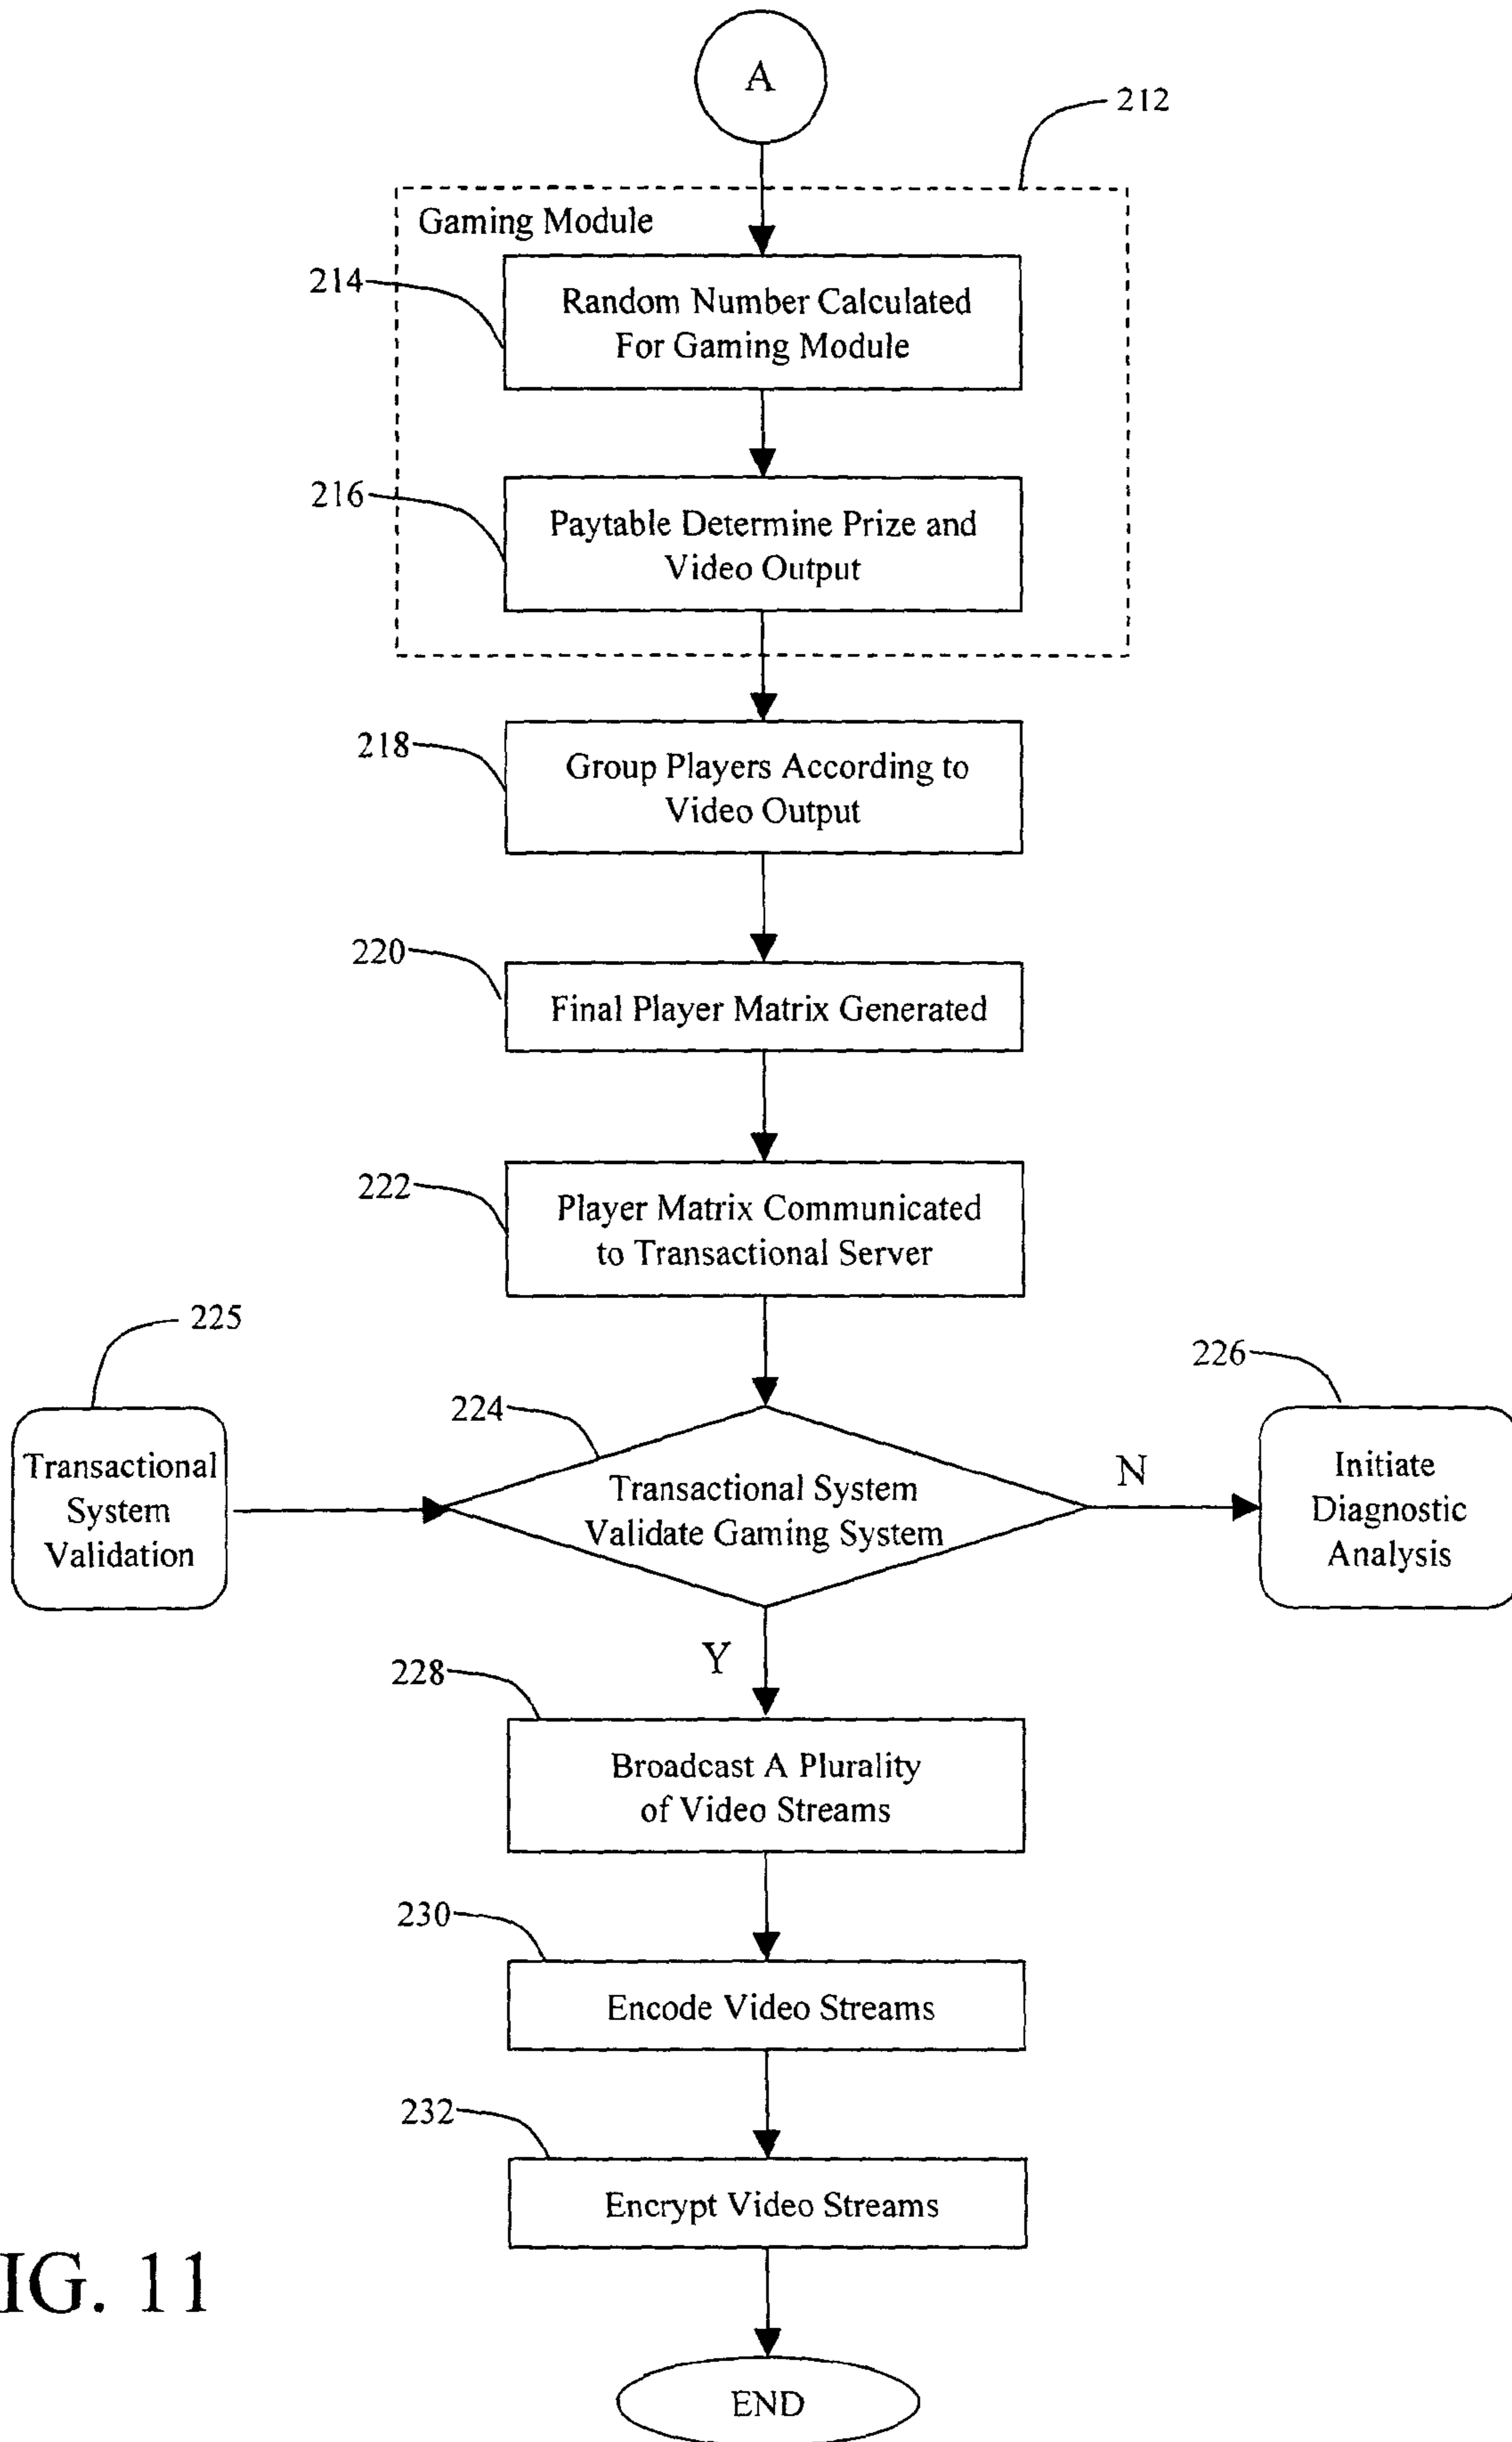 A
212
Gaming Module
214
Random Number Calculated
For Gaming Module
216
Paytable Determine Prize and
Video Output
218
Group Players According to
Video Output
220
Final Player Matrix Generated
222
Player Matrix Communicated
to Transactional Server
225
226
224
Transactional
System
Validation
Transactional System
Validate Gaming System
N
Initiate
Diagnostic
Analysis
Y
228
Broadcast A Plurality
of Video Streams
230
Encode Video Streams
232
Encrypt Video Streams
IG. 11
END